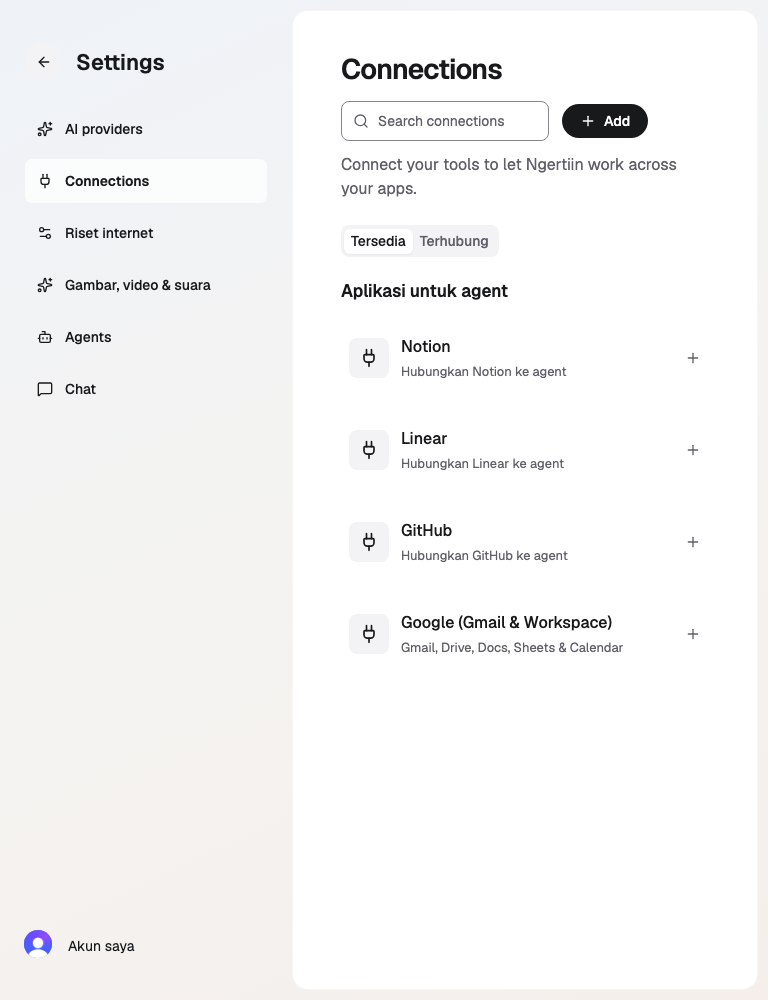 Settings
AI providers
Connections
Riset internet
Gambar, video & suara
Agents
Chat
Akun saya
Connections
Search connections
Add
Connect your tools to let Ngertiin work across
your apps.
Tersedia
Terhubung
Aplikasi untuk agent
Notion
Hubungkan Notion ke agent
Linear
Hubungkan Linear ke agent
GitHub
Hubungkan GitHub ke agent
Google (Gmail & Workspace)
Gmail, Drive, Docs, Sheets & Calendar